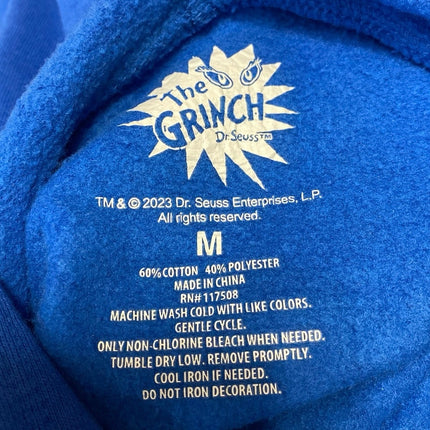 The
GRINCH
Dr. Seuss™
TM & © 2023 Dr. Seuss Enterprises, L.P.
All rights reserved.
M
60% COTTON 40% POLYESTER
MADE IN CHINA
RN# 117508
MACHINE WASH COLD WITH LIKE COLORS.
GENTLE CYCLE.
ONLY NON-CHLORINE BLEACH WHEN NEEDED.
TUMBLE DRY LOW. REMOVE PROMPTLY.
COOL IRON IF NEEDED.
DO NOT IRON DECORATION.